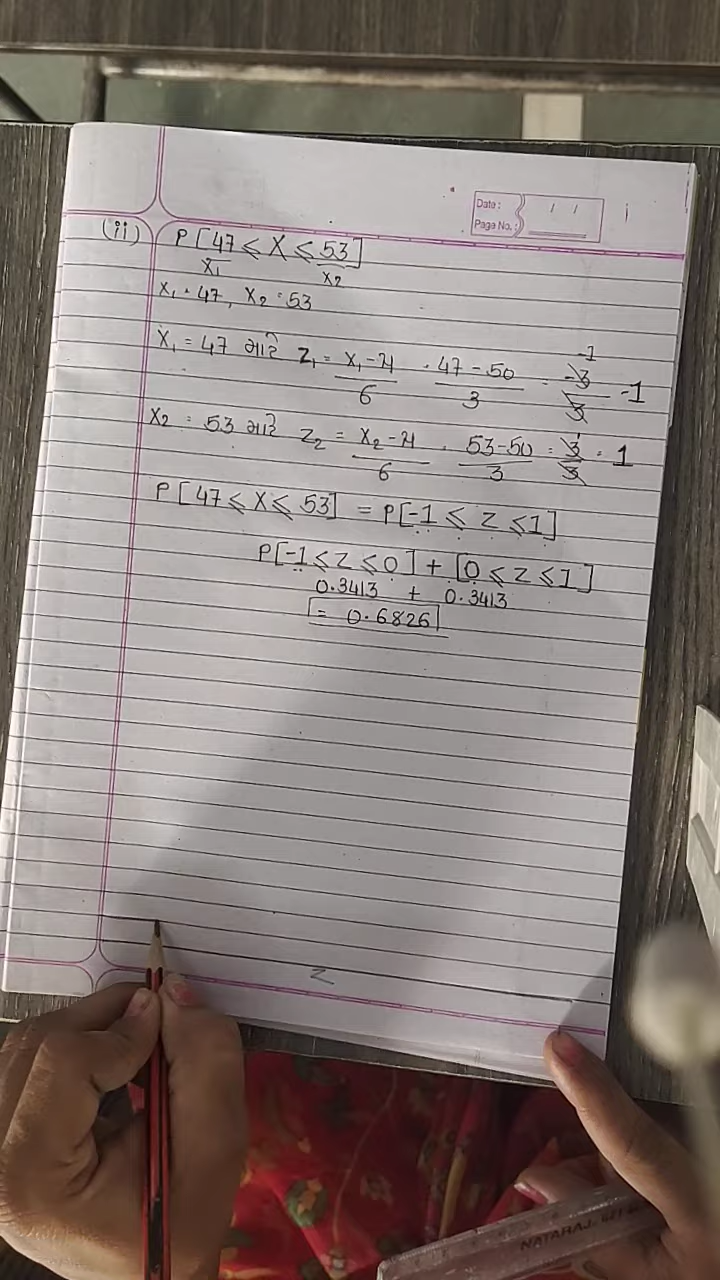 Date : / /
Page No. :
(ii) P[47 ≤ X ≤ 53]
X₁ X₂
X₁ = 47, X₂ = 53
X₁ = 47 માટે Z₁ = X₁ - μ / σ = 47 - 50 / 3 = -3 / 3 = -1
X₂ = 53 માટે Z₂ = X₂ - μ / σ = 53 - 50 / 3 = 3 / 3 = 1
P[47 ≤ X ≤ 53] = P[-1 ≤ Z ≤ 1]
P[-1 ≤ Z ≤ 0] + [0 ≤ Z ≤ 1]
0.3413 + 0.3413
= 0.6826
Z
NATARAJ